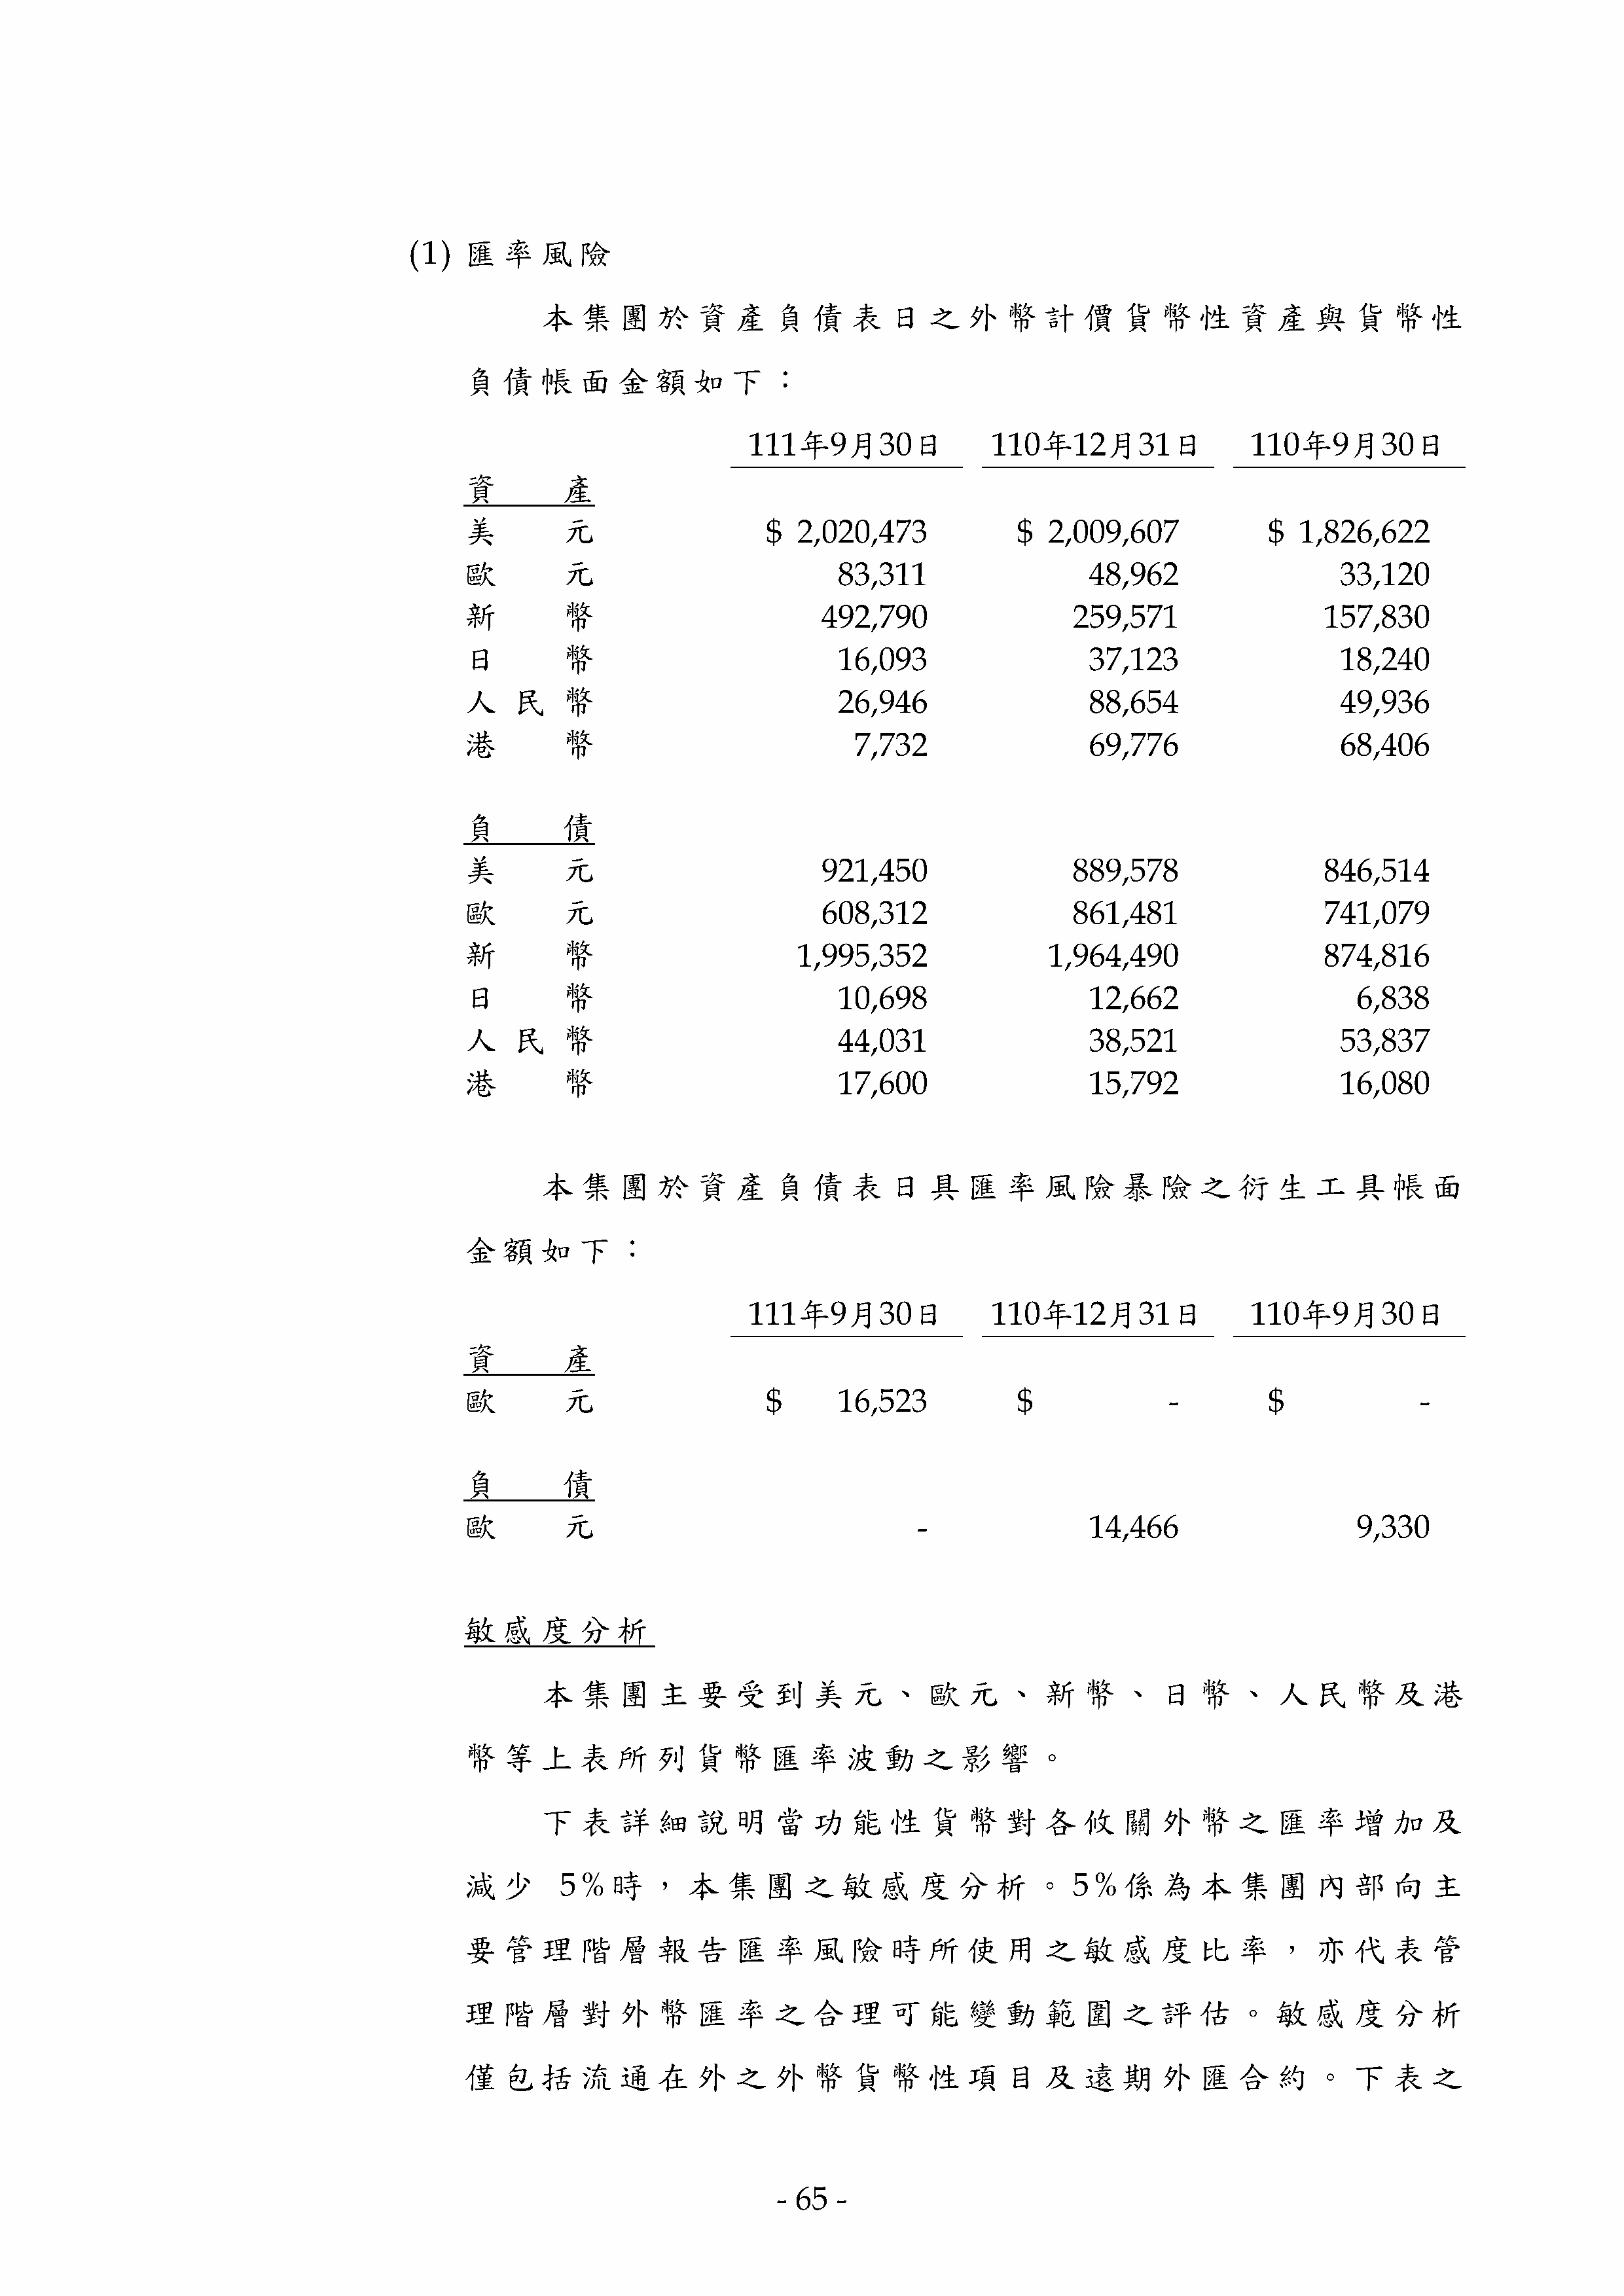 (1) 匯率風險
本集團於資產負債表日之外幣計價貨幣性資產與貨幣性
負債帳面金額如下：
111年9月30日 110年12月31日 110年9月30日
資產
美元 $ 2,020,473 $ 2,009,607 $ 1,826,622
歐元 83,311 48,962 33,120
新幣 492,790 259,571 157,830
日幣 16,093 37,123 18,240
人民幣 26,946 88,654 49,936
港幣 7,732 69,776 68,406
負債
美元 921,450 889,578 846,514
歐元 608,312 861,481 741,079
新幣 1,995,352 1,964,490 874,816
日幣 10,698 12,662 6,838
人民幣 44,031 38,521 53,837
港幣 17,600 15,792 16,080
本集團於資產負債表日具匯率風險暴險之衍生工具帳面
金額如下：
111年9月30日 110年12月31日 110年9月30日
資產
歐元 $ 16,523 $ - $ -
負債
歐元 - 14,466 9,330
敏感度分析
本集團主要受到美元、歐元、新幣、日幣、人民幣及港
幣等上表所列貨幣匯率波動之影響。
下表詳細說明當功能性貨幣對各攸關外幣之匯率增加及
減少 5%時，本集團之敏感度分析。5%係為本集團內部向主
要管理階層報告匯率風險時所使用之敏感度比率，亦代表管
理階層對外幣匯率之合理可能變動範圍之評估。敏感度分析
僅包括流通在外之外幣貨幣性項目及遠期外匯合約。下表之
- 65 -